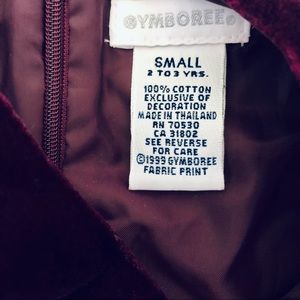 GYMBOREE®
SMALL
2 TO 3 YRS.
100% COTTON
EXCLUSIVE OF
DECORATION
MADE IN THAILAND
RN 70530
CA 31802
SEE REVERSE
FOR CARE
©1999 GYMBOREE
FABRIC PRINT